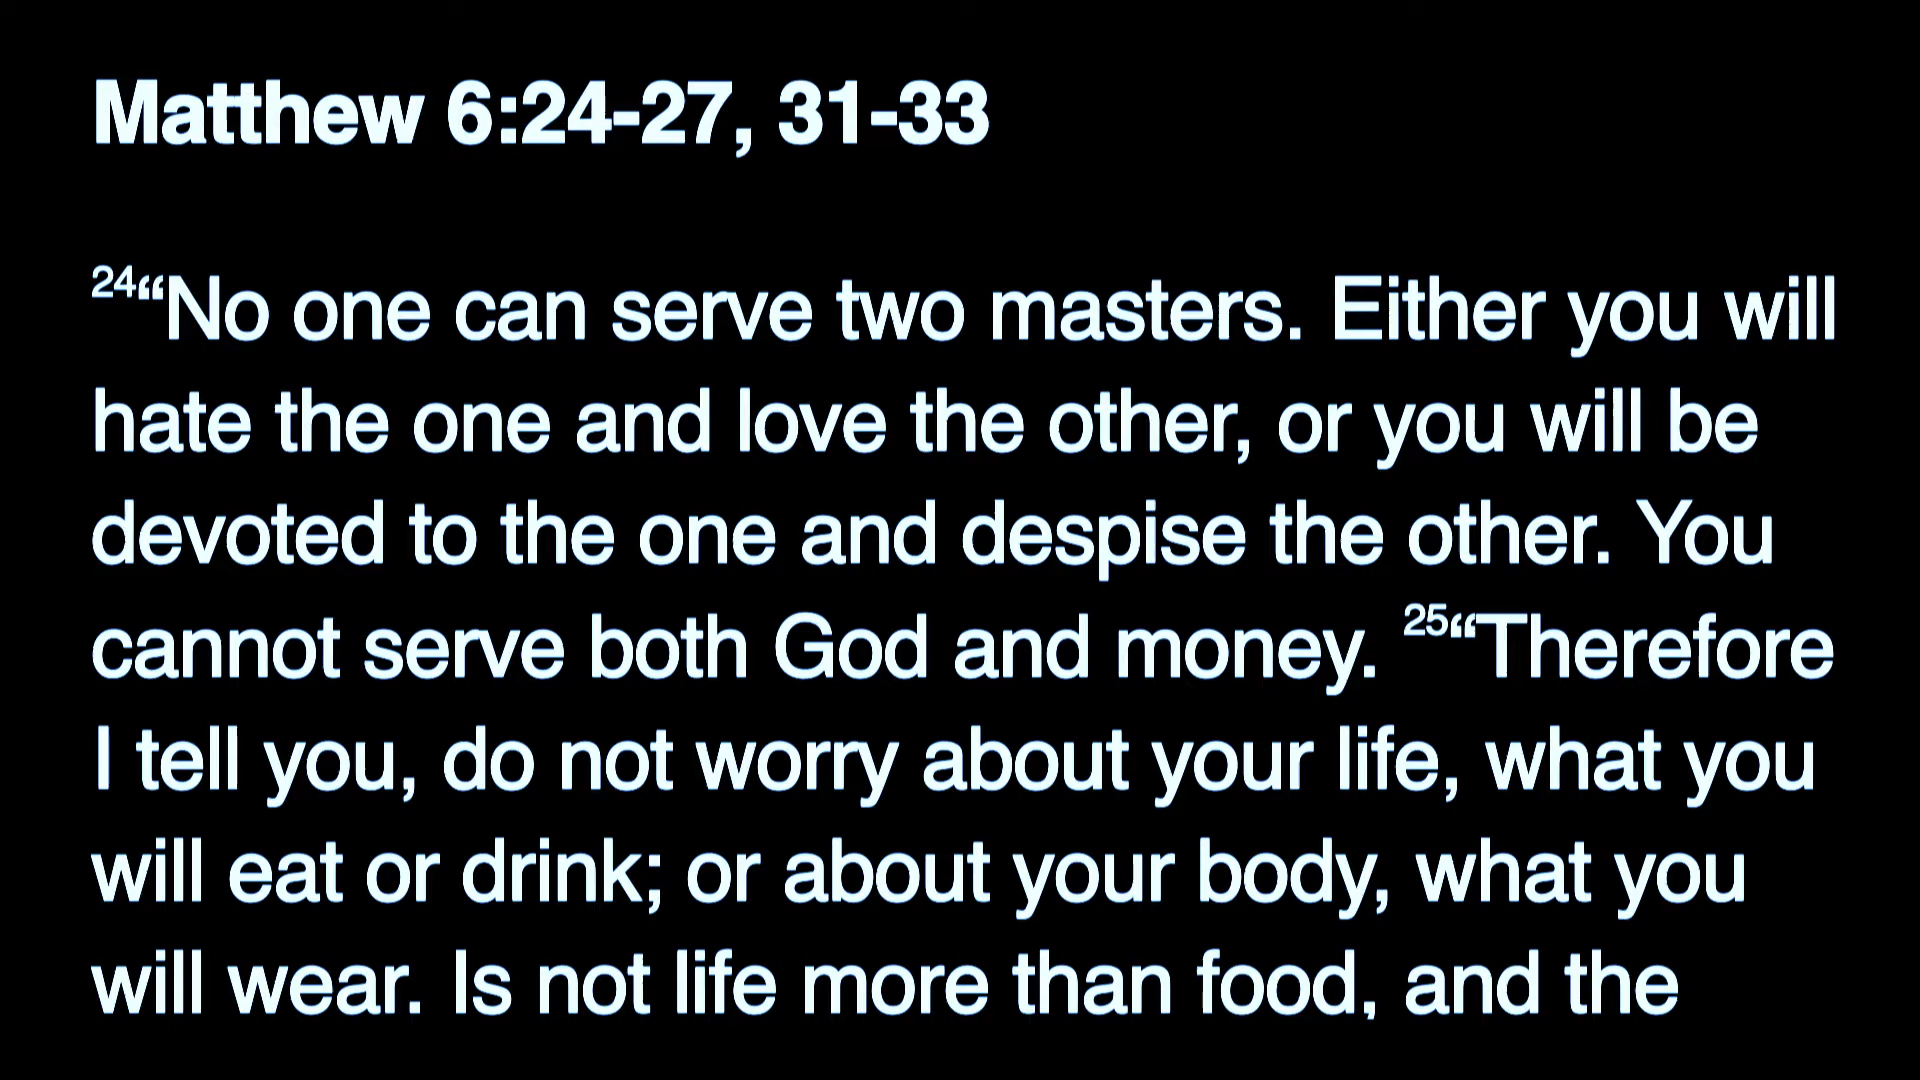 Matthew 6:24-27, 31-33
24“No one can serve two masters. Either you will
hate the one and love the other, or you will be
devoted to the one and despise the other. You
cannot serve both God and money. 25“Therefore
I tell you, do not worry about your life, what you
will eat or drink; or about your body, what you
will wear. Is not life more than food, and the